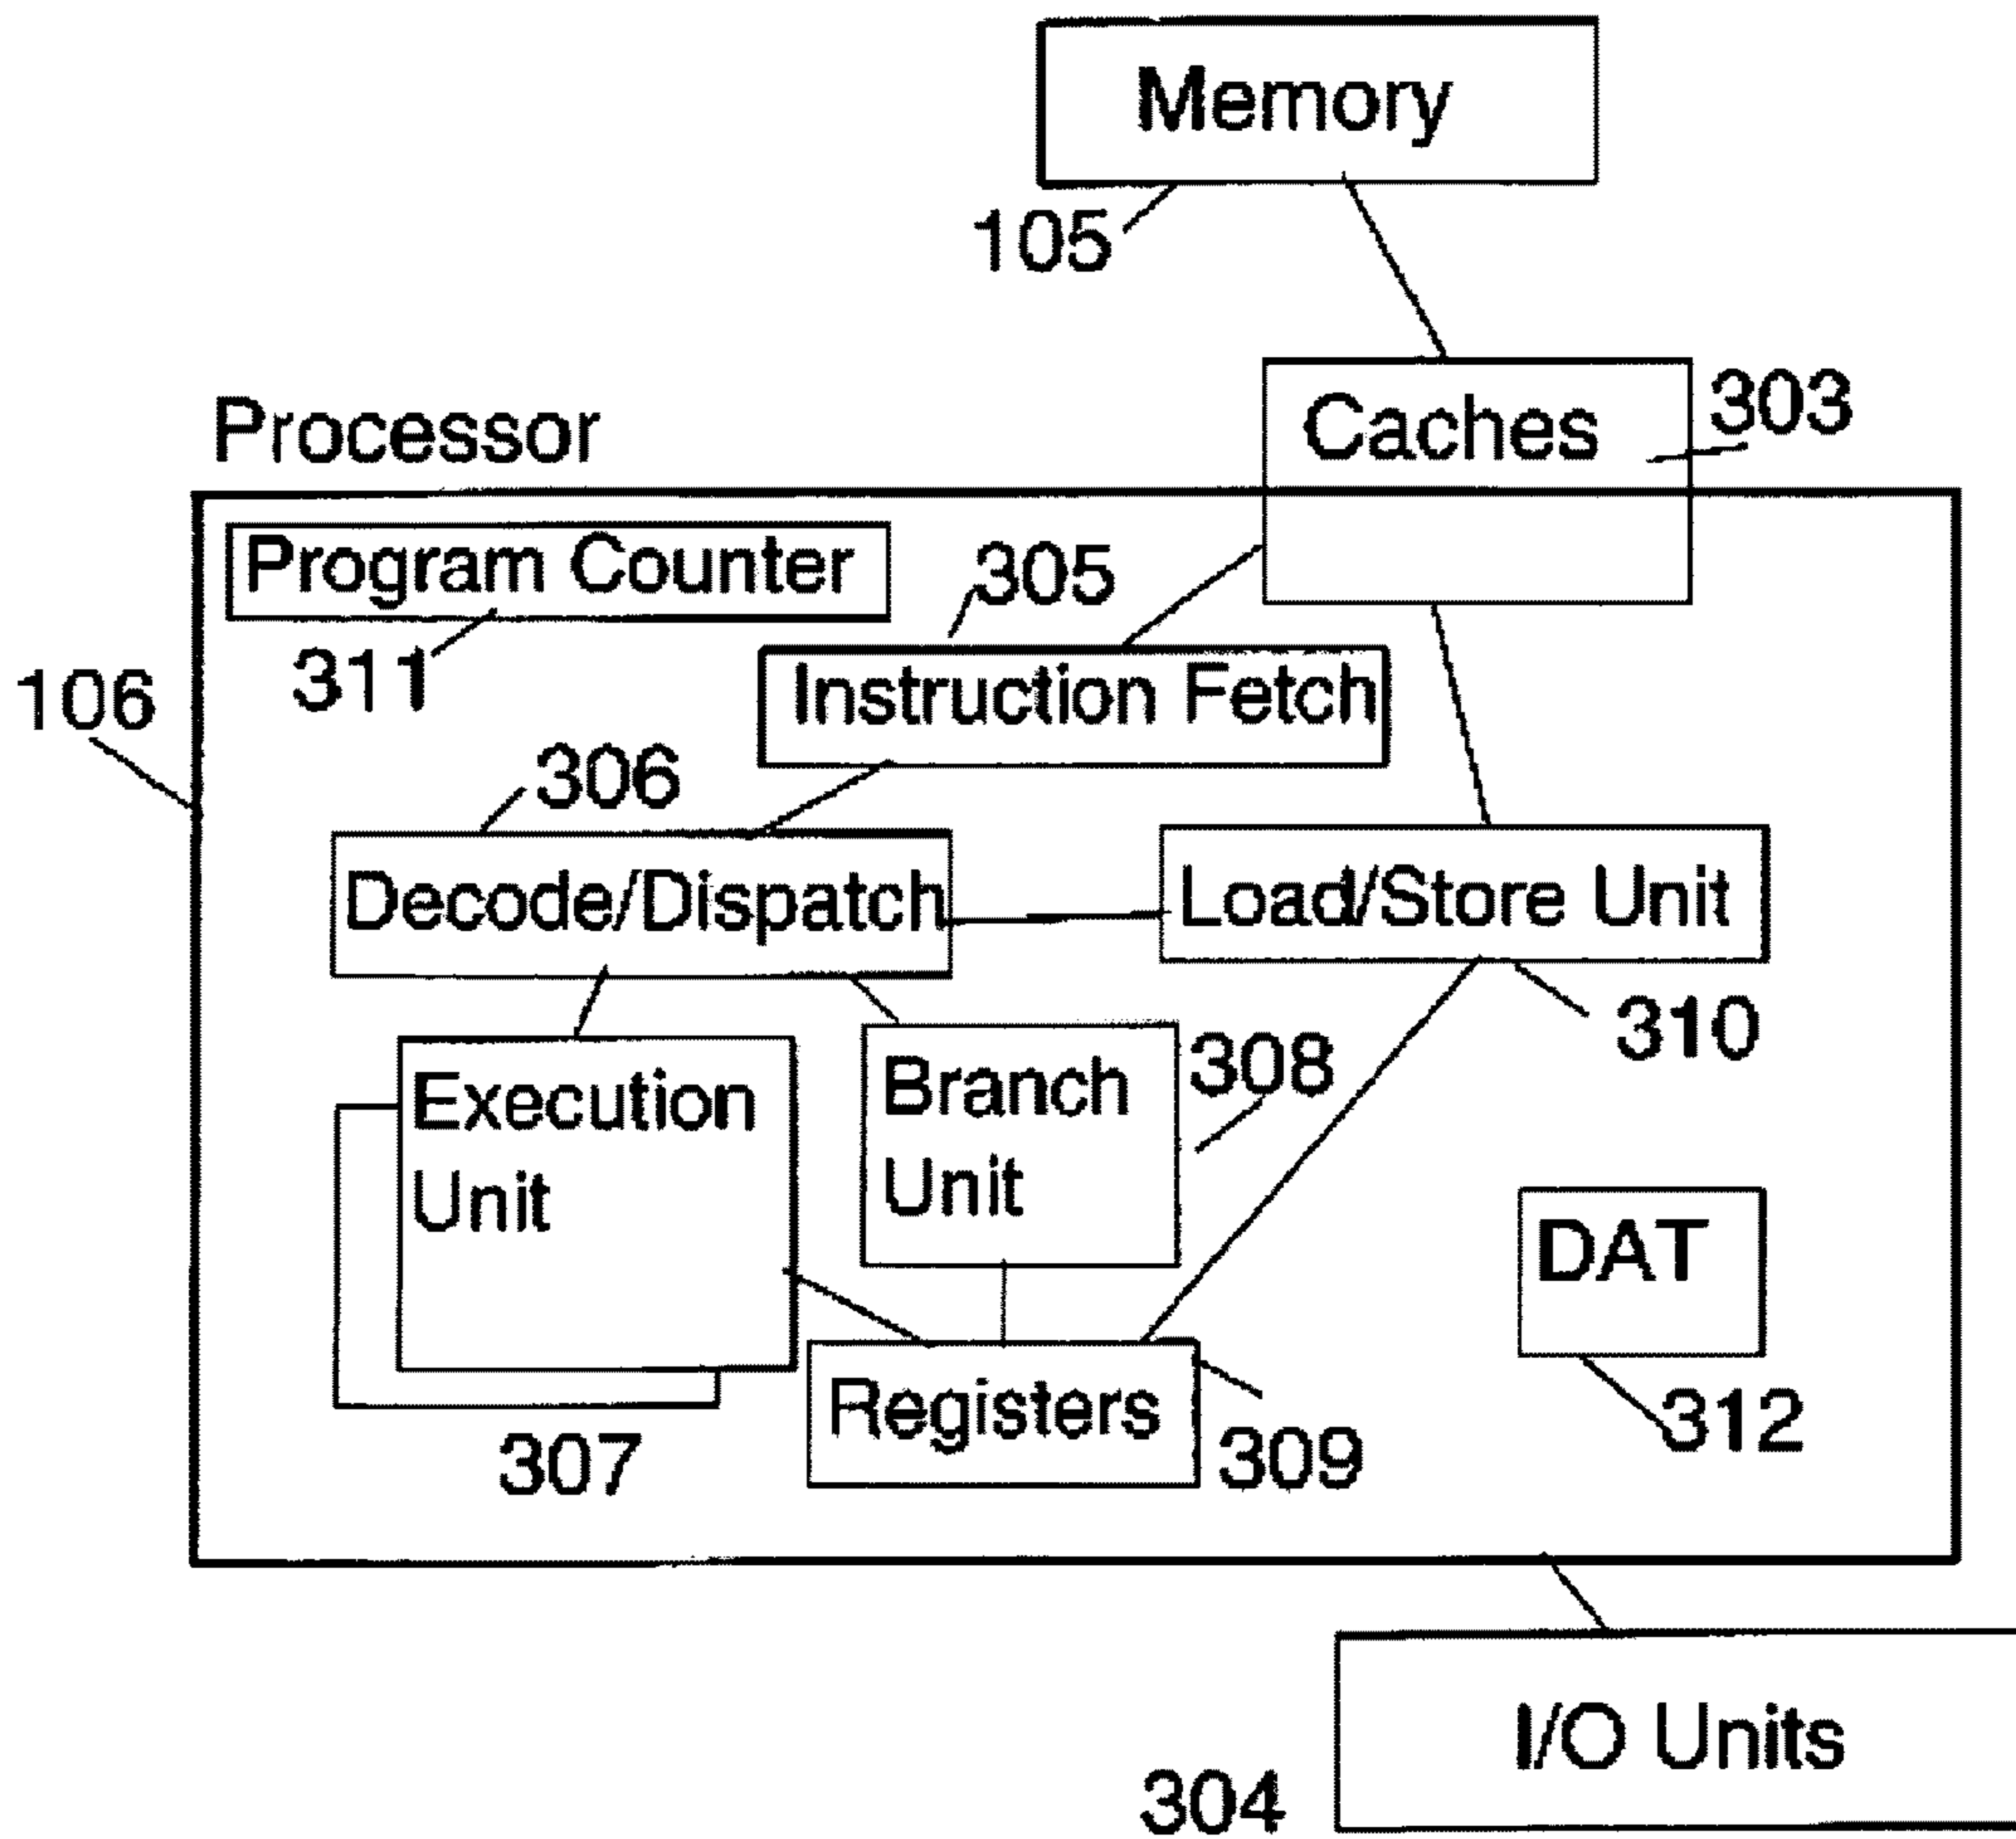 Memory
105
Caches
303
Processor
Program Counter
305
311
Instruction Fetch
106
306
Decode/Dispatch
Load/Store Unit
310
Execution
Unit
Branch
Unit
308
DAT
Registers
312
307
309
I/O Units
304